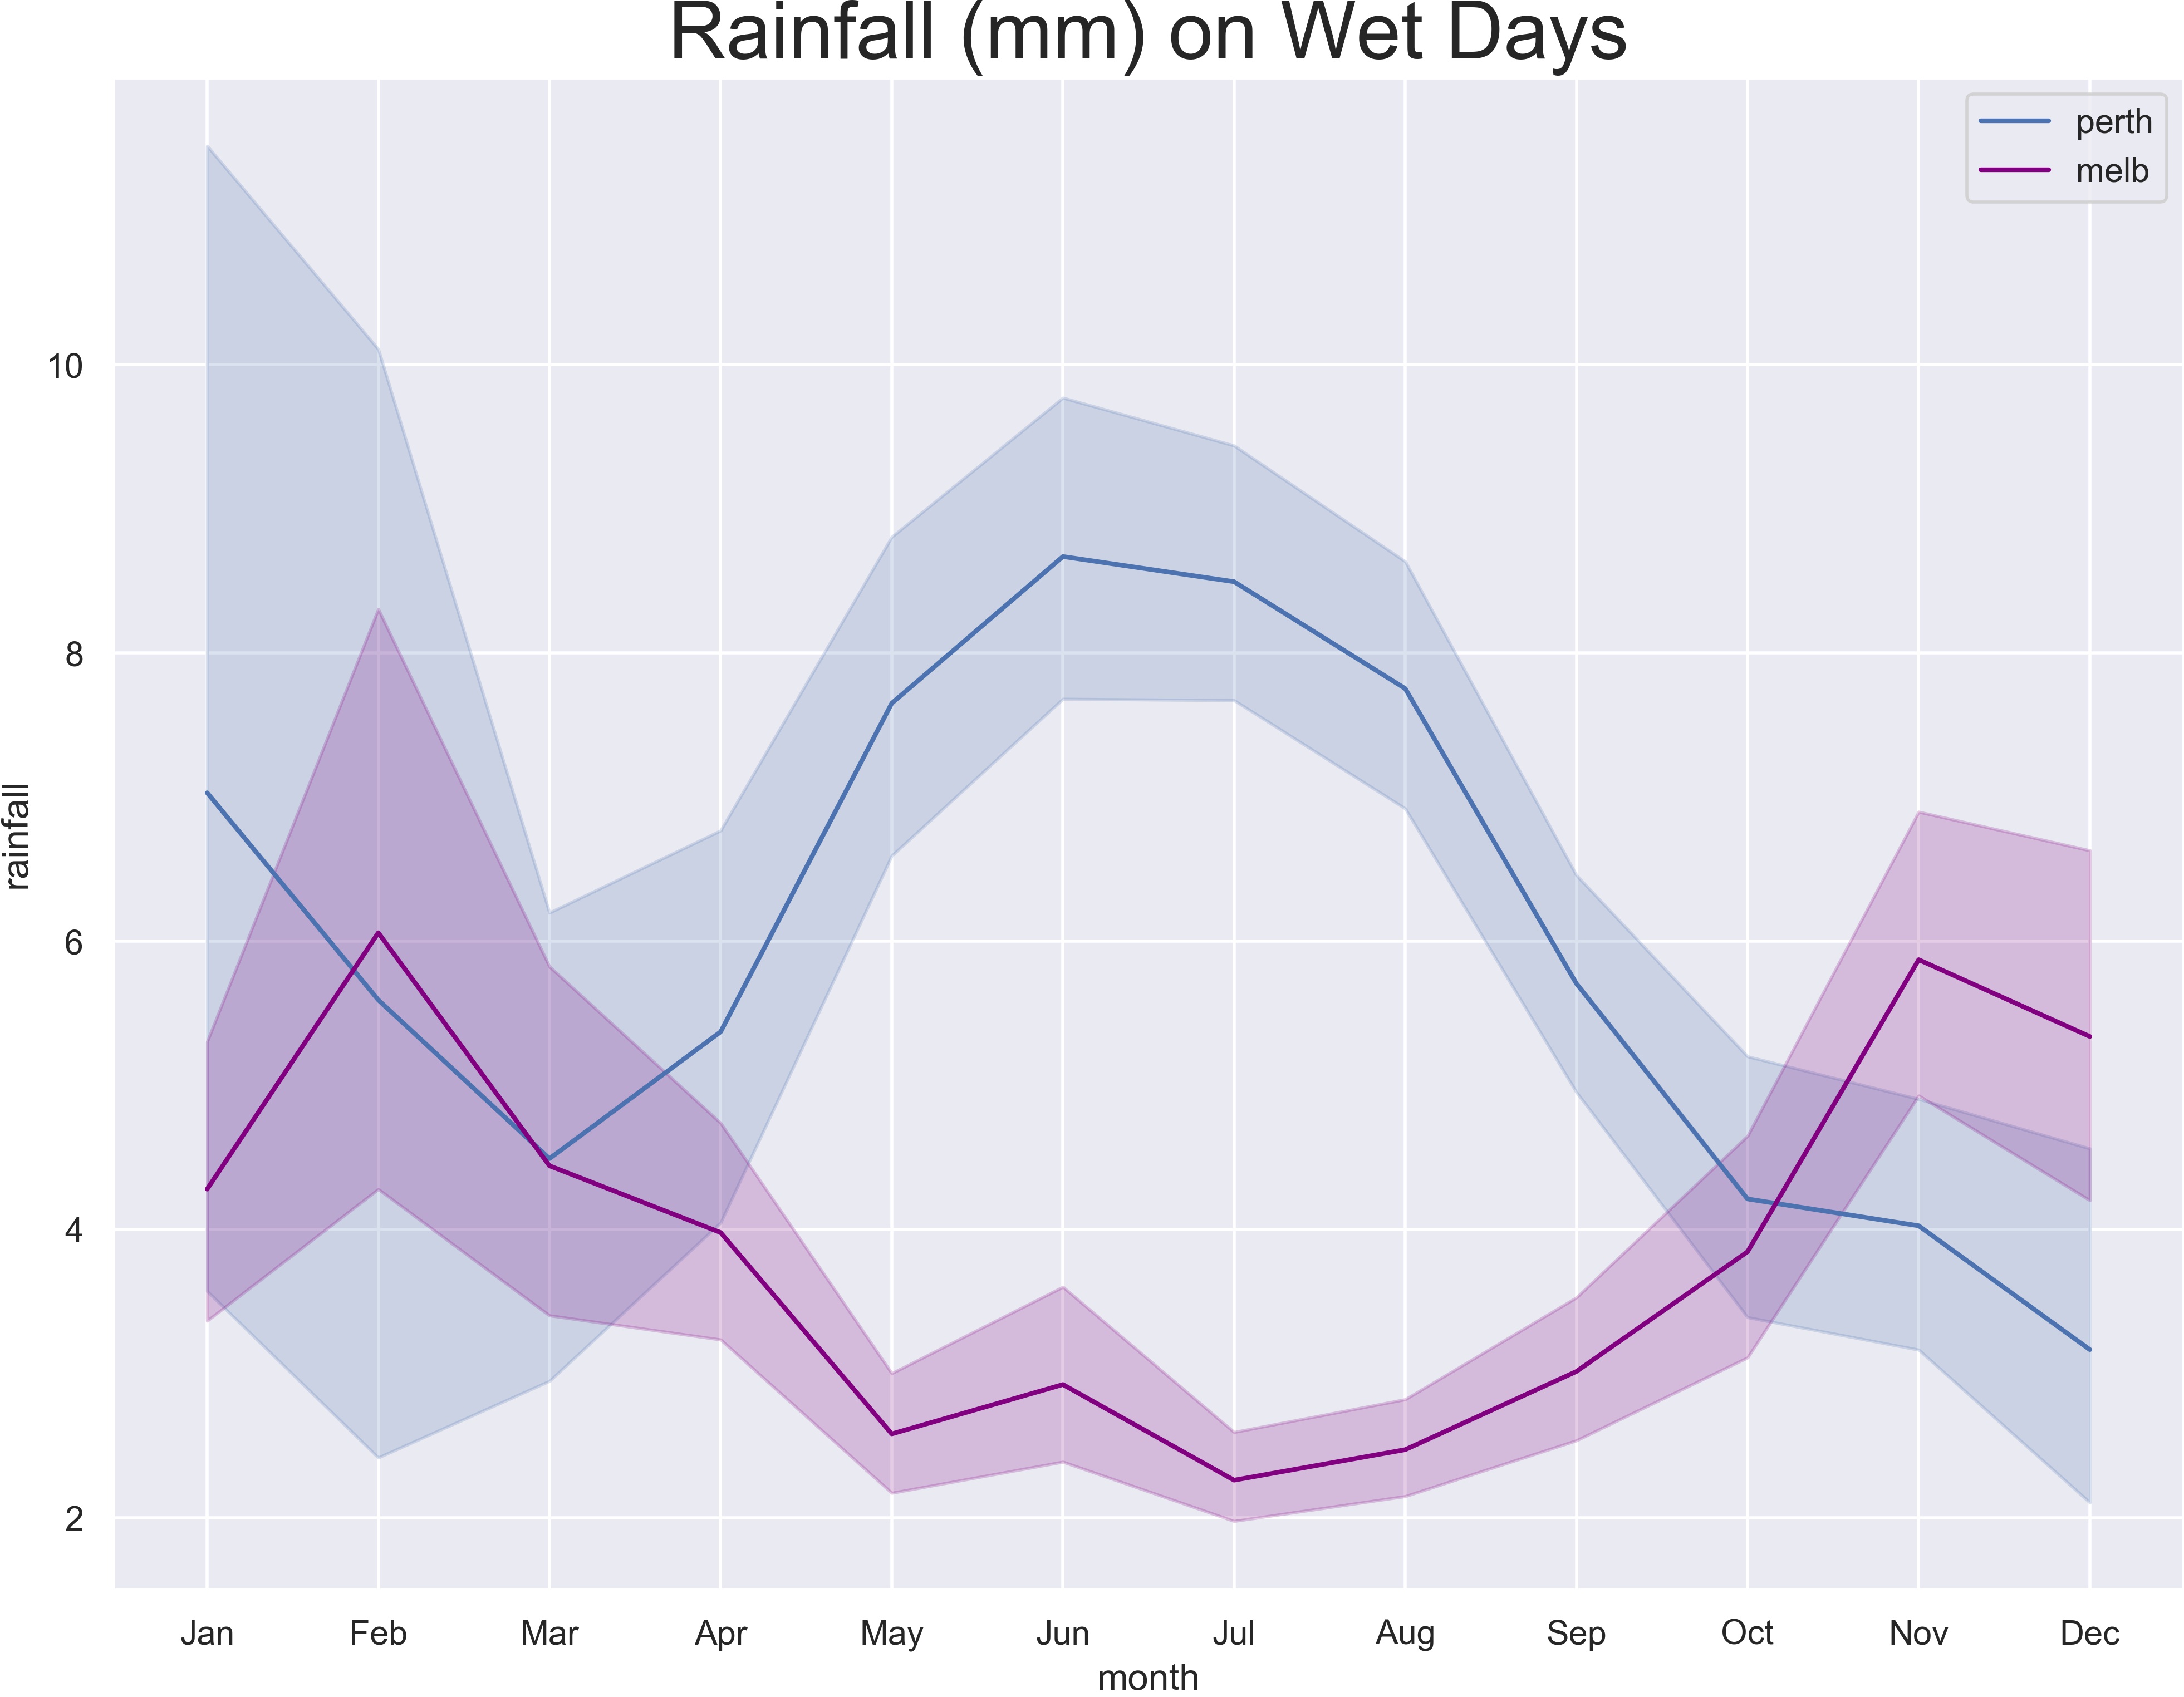 Rainfall (mm) on Wet Days
perth
melb
10
8
6
4
2
rainfall
Jan Feb Mar Apr May Jun Jul Aug Sep Oct Nov Dec
month